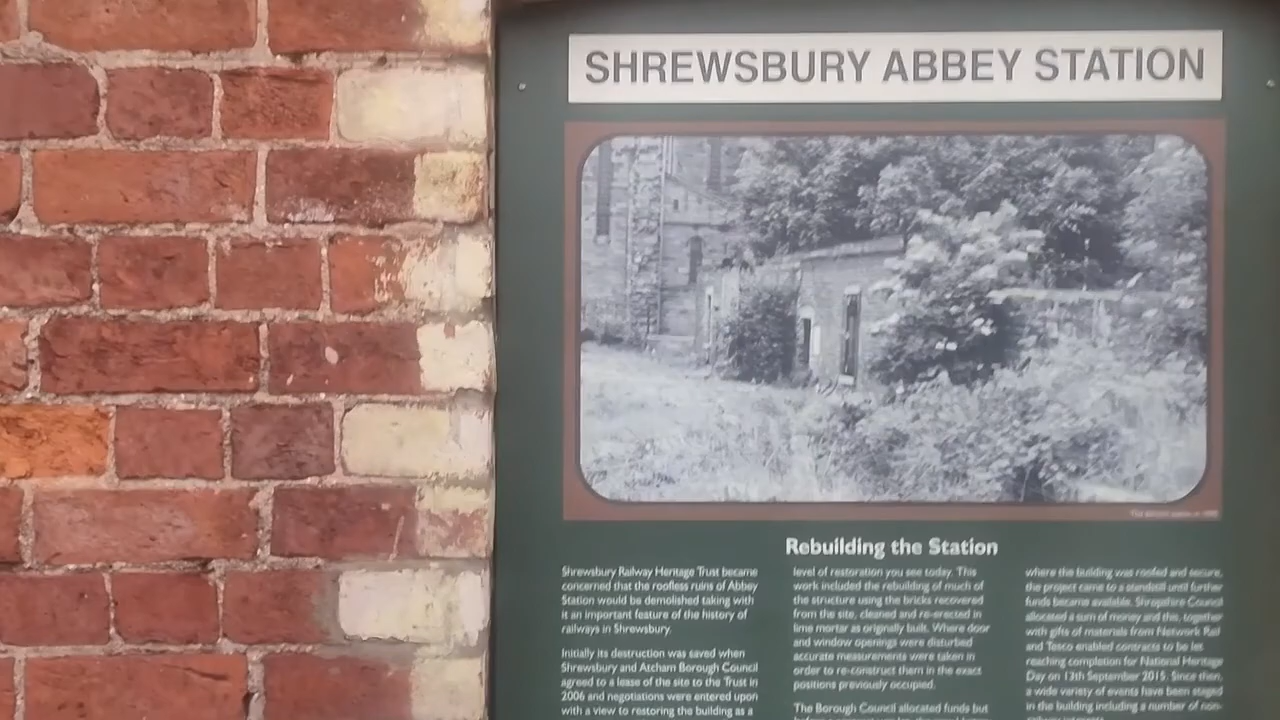 SHREWSBURY ABBEY STATION
Rebuilding the Station
Shrewsbury Railway Heritage Trust became
concerned that the roofless ruins of Abbey
Station would be demolished taking with
it an important feature of the history of
railways in Shrewsbury.
Initially its destruction was saved when
Shrewsbury and Atcham Borough Council
agreed to a lease of the site to the Trust in
2006 and negotiations were entered upon
with a view to restoring the building as a
level of restoration you see today. This
work included the rebuilding of much of
the structure using the bricks recovered
from the site, cleaned and re-erected in
lime mortar as originally built. Where door
and window openings were disturbed
accurate measurements were taken in
order to re-construct them in the exact
positions previously occupied.
The Borough Council allocated funds but
where the building was roofed and secure,
the project came to a standstill until further
funds became available. Shropshire Council
allocated a sum of money and this, together
with gifts of materials from Network Rail
and Tesco enabled contracts to be let
reaching completion for National Heritage
Day on 13th September 2015. Since then,
a wide variety of events have been staged
in the building including a number of non-